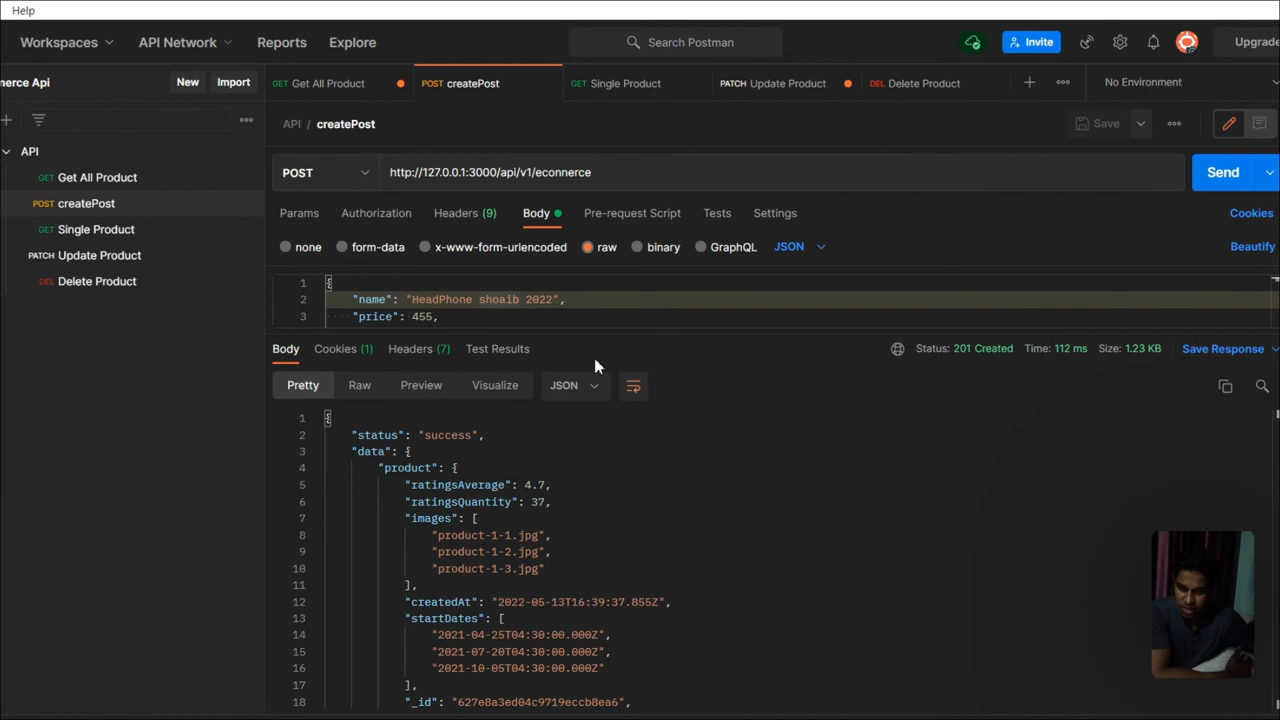 Help
Workspaces API Network Reports Explore Search Postman Invite Upgrade
merce Api New Import GET Get All Product POST createPost GET Single Product PATCH Update Product DEL Delete Product No Environment
API / createPost Save
API
GET Get All Product
POST createPost
GET Single Product
PATCH Update Product
DEL Delete Product
POST http://127.0.0.1:3000/api/v1/econnerce Send
Params Authorization Headers (9) Body Pre-request Script Tests Settings Cookies
none form-data x-www-form-urlencoded raw binary GraphQL JSON Beautify
1 {
2 "name": "HeadPhone shoaib 2022",
3 "price": 455,
Body Cookies (1) Headers (7) Test Results Status: 201 Created Time: 112 ms Size: 1.23 KB Save Response
Pretty Raw Preview Visualize JSON
1 {
2 "status": "success",
3 "data": {
4 "product": {
5 "ratingsAverage": 4.7,
6 "ratingsQuantity": 37,
7 "images": [
8 "product-1-1.jpg",
9 "product-1-2.jpg",
10 "product-1-3.jpg"
11 ],
12 "createdAt": "2022-05-13T16:39:37.855Z",
13 "startDates": [
14 "2021-04-25T04:30:00.000Z",
15 "2021-07-20T04:30:00.000Z",
16 "2021-10-05T04:30:00.000Z"
17 ],
18 "_id": "627e8a3ed04c9719eccb8ea6",